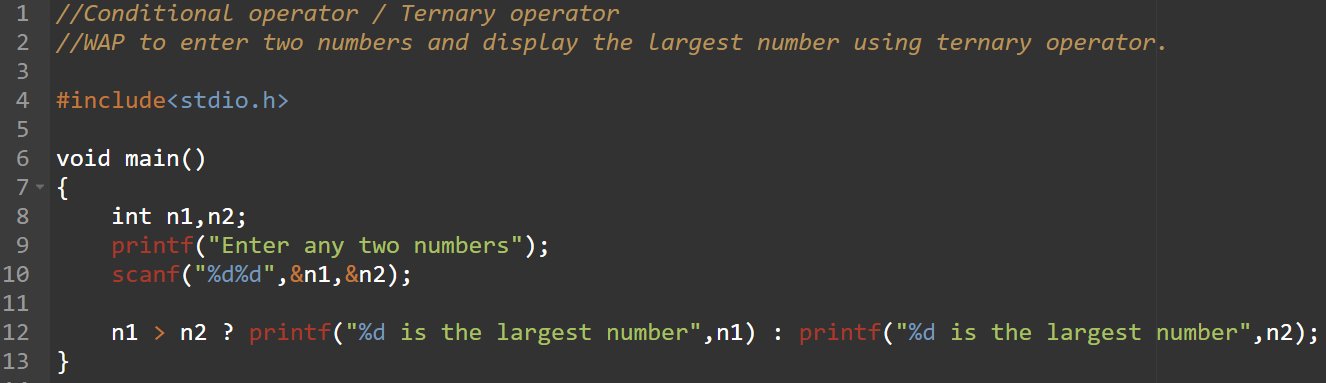 1 //Conditional operator / Ternary operator
2 //WAP to enter two numbers and display the largest number using ternary operator.
3
4 #include<stdio.h>
5
6 void main()
7 {
8     int n1,n2;
9     printf("Enter any two numbers");
10     scanf("%d%d",&n1,&n2);
11
12     n1 > n2 ? printf("%d is the largest number",n1) : printf("%d is the largest number",n2);
13 }